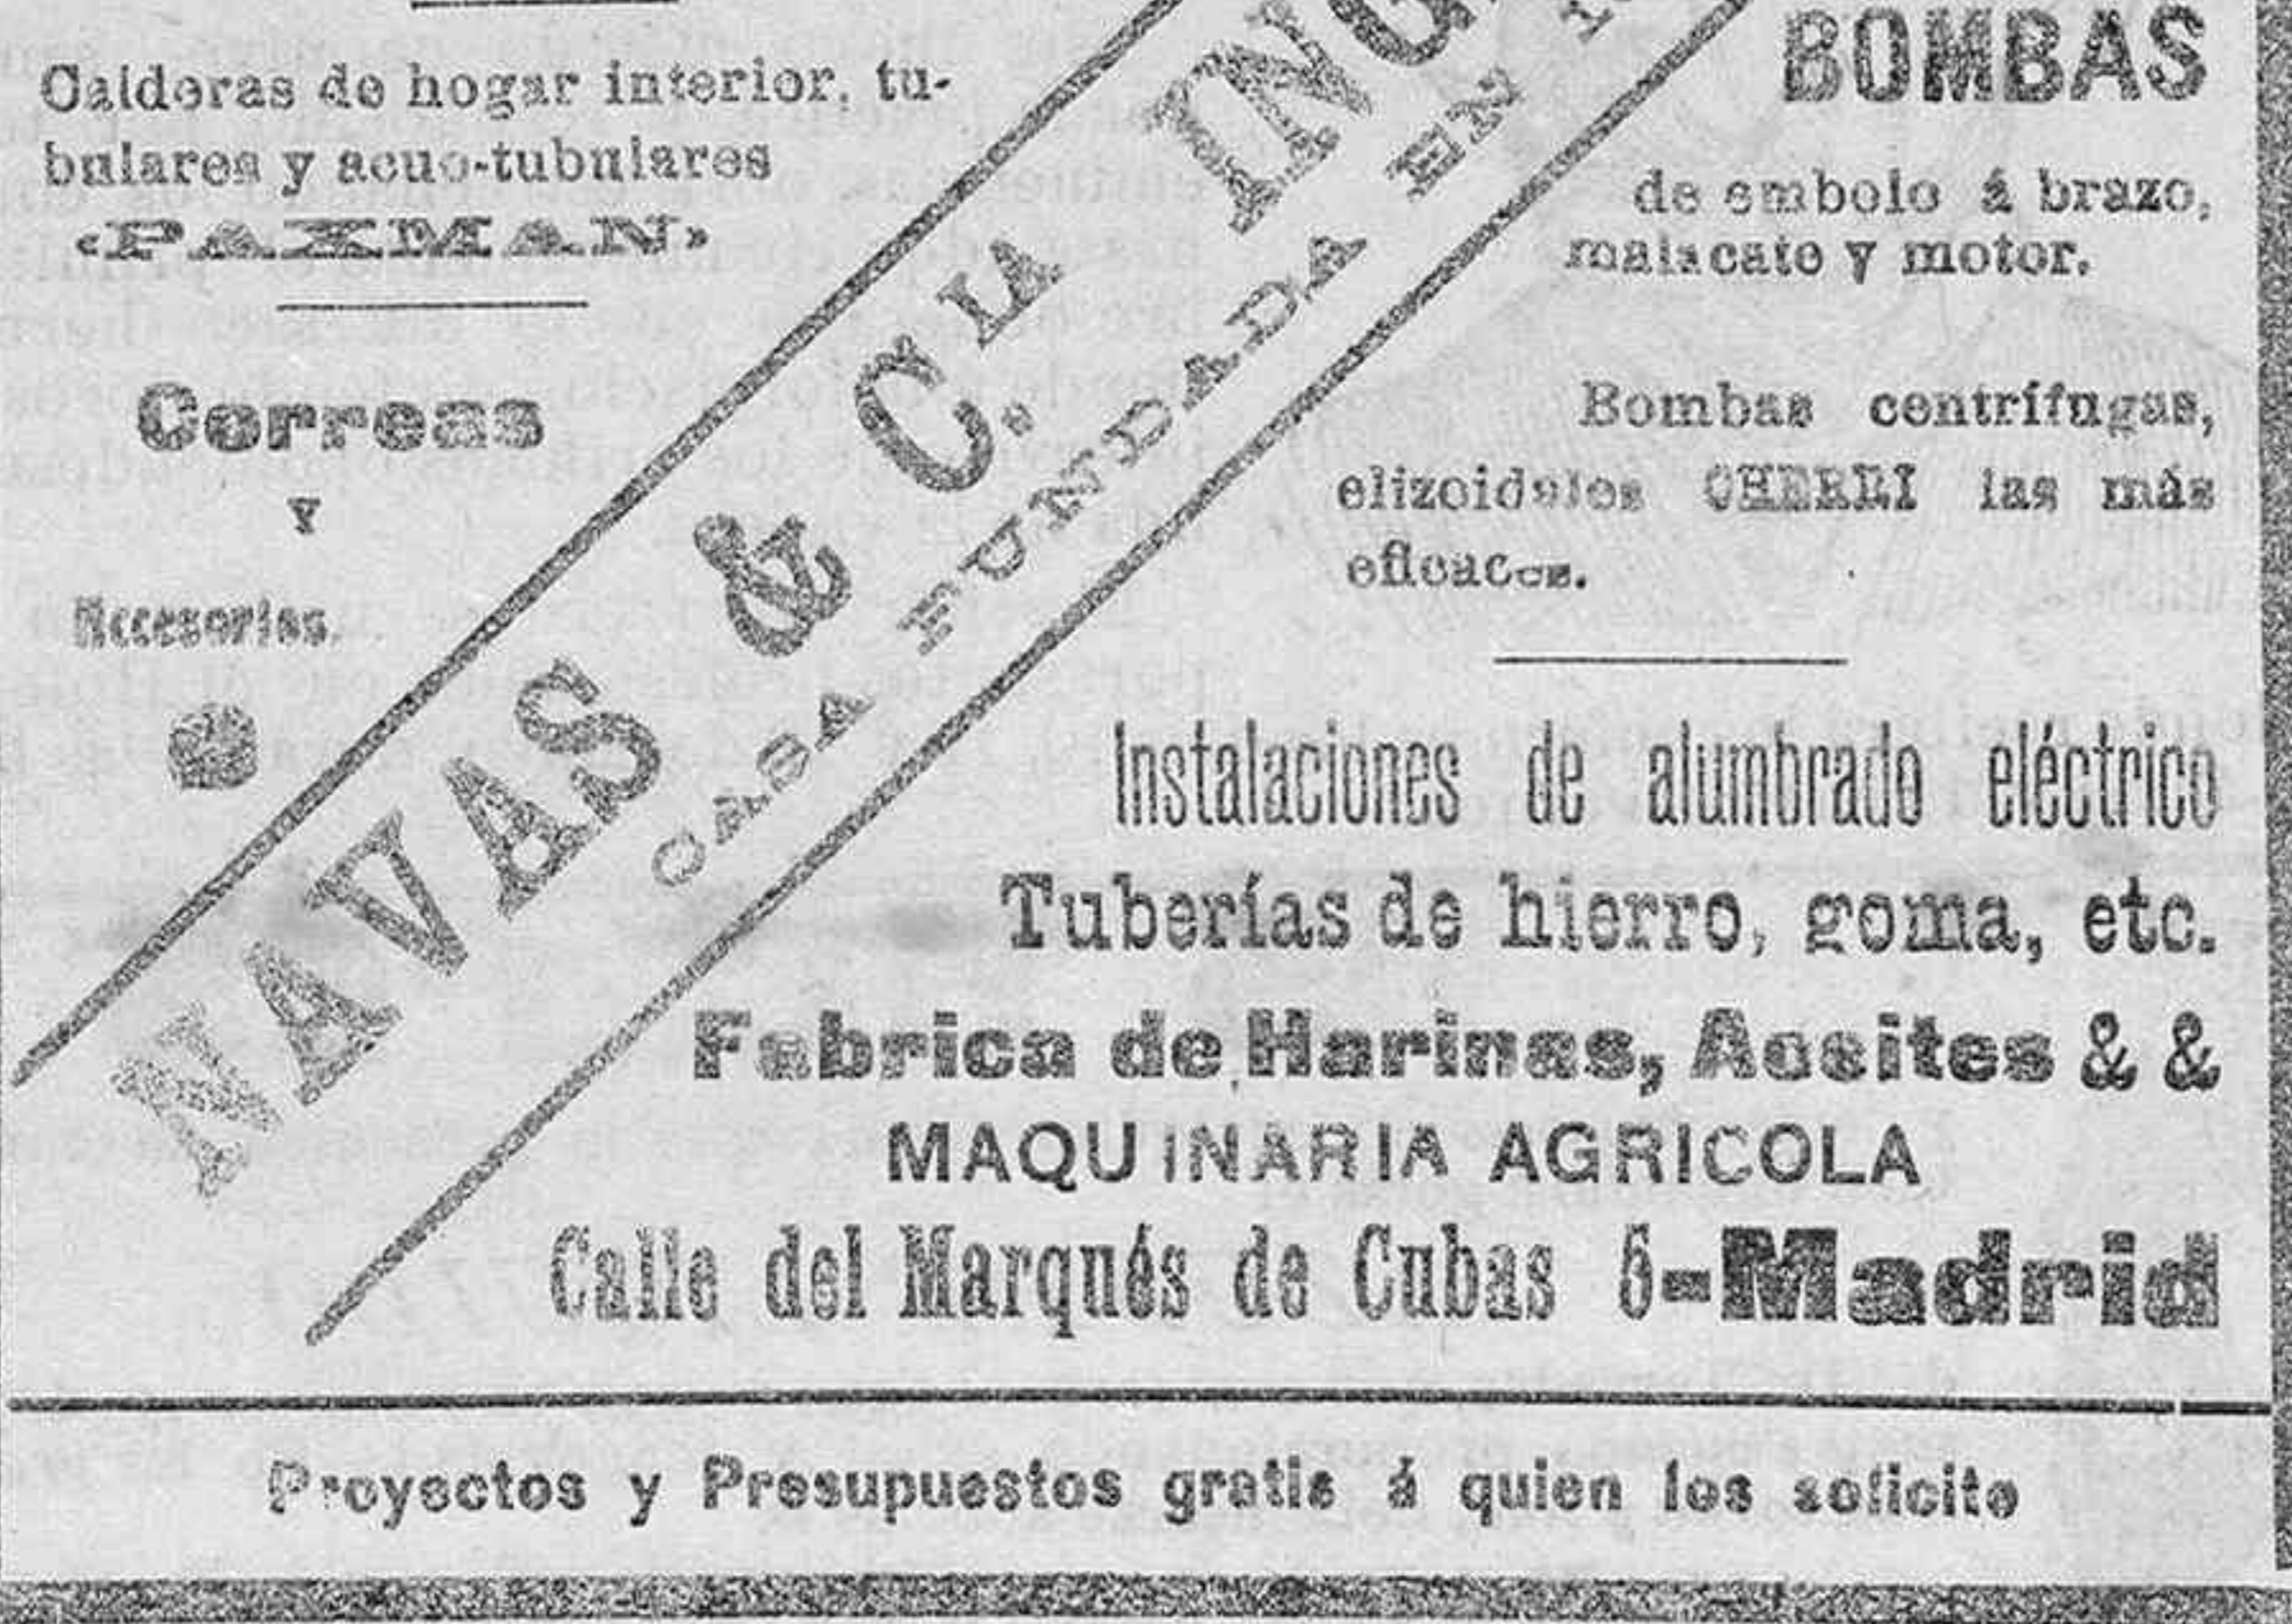 Calderas de hogar interior, tu-
bulares y acuo-tubulares
«PAXMAN»
Correas
Y
Accesorios.
NAVAS & C.LA ING
CASA FUNDADA EN
BOMBAS
de embolo á brazo,
malacate y motor.
Bombas centrífugas,
elizoidales CHERRI las más
eficaces.
Instalaciones de alumbrado eléctrico
Tuberías de hierro, goma, etc.
Fabrica de Harinas, Aceites & &
MAQUINARIA AGRICOLA
Calle del Marqués de Cubas 6-Madrid
Proyectos y Presupuestos gratis á quien los solicite